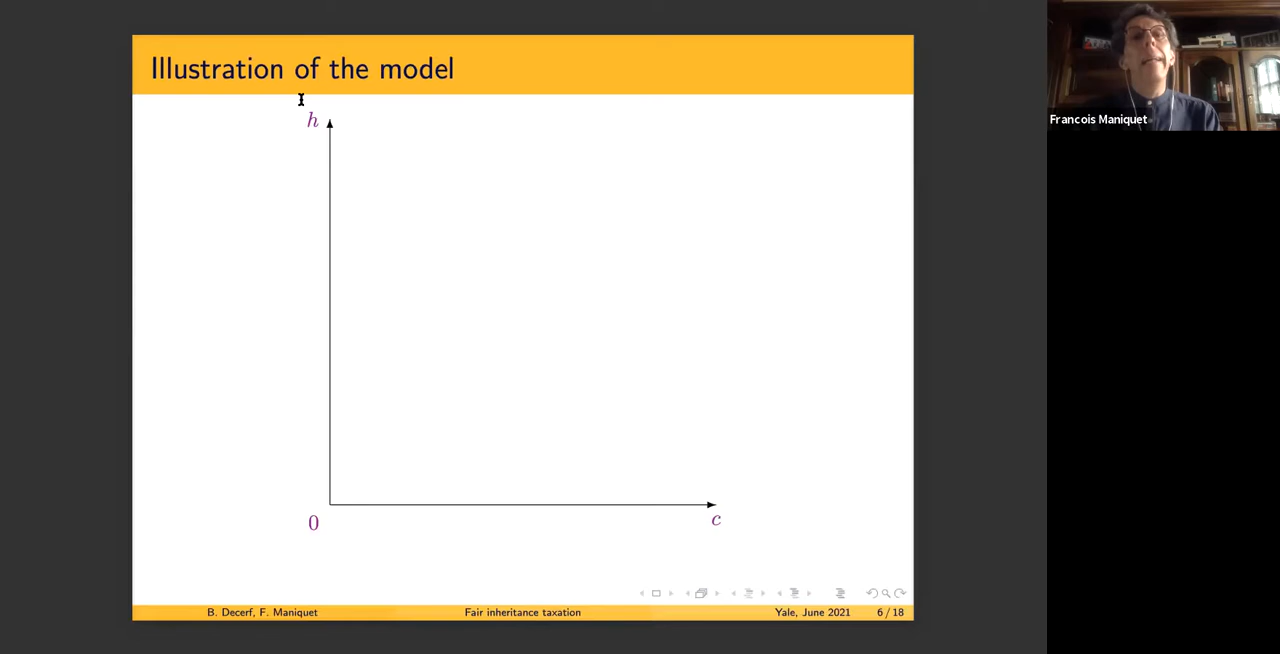 Illustration of the model
h
0
c
B. Decerf, F. Maniquet Fair inheritance taxation Yale, June 2021 6 / 18
Francois Maniquet